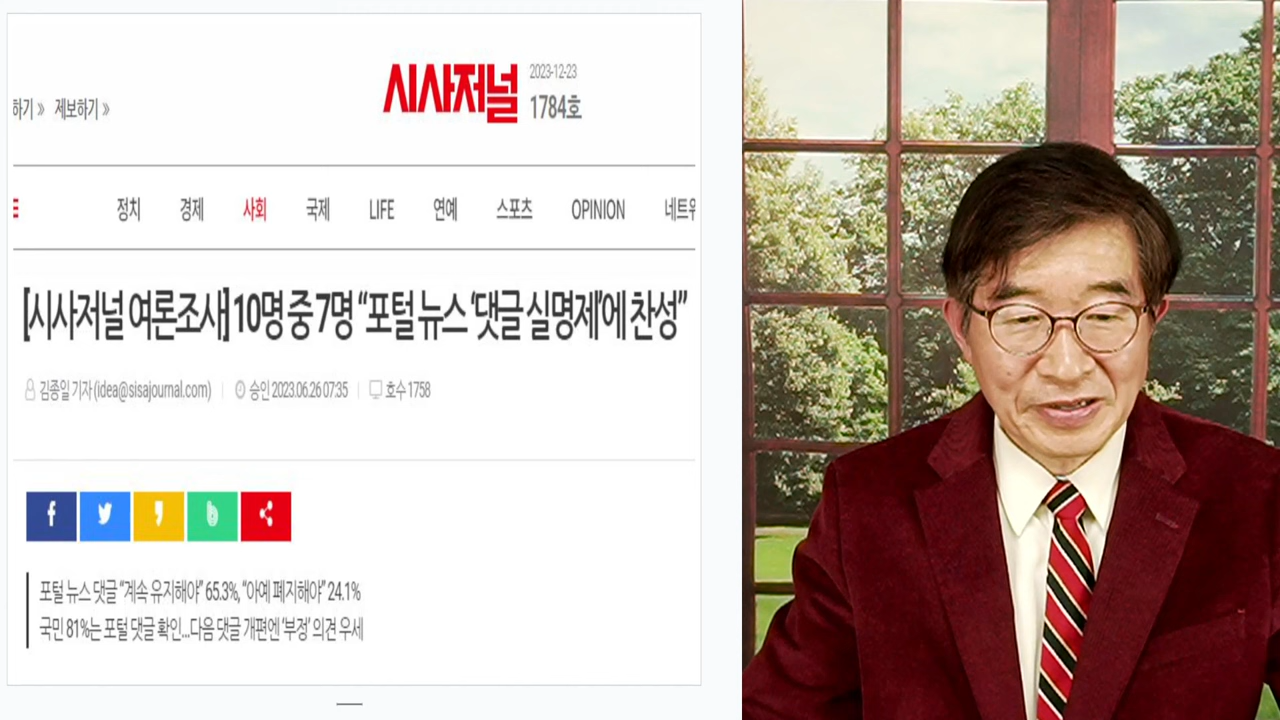 시사저널 2023-12-23
1784호
하기 » 제보하기 »
정치 경제 사회 국제 LIFE 연예 스포츠 OPINION 네트워
[시사저널 여론조사] 10명 중 7명 “포털 뉴스 ‘댓글 실명제’에 찬성”
김종일 기자 (idea@sisajournal.com) 승인 2023.06.26 07:35 호수 1758
포털 뉴스 댓글 “계속 유지해야” 65.3%, “아예 폐지해야” 24.1%
국민 81%는 포털 댓글 확인…다음 댓글 개편엔 ‘부정’ 의견 우세